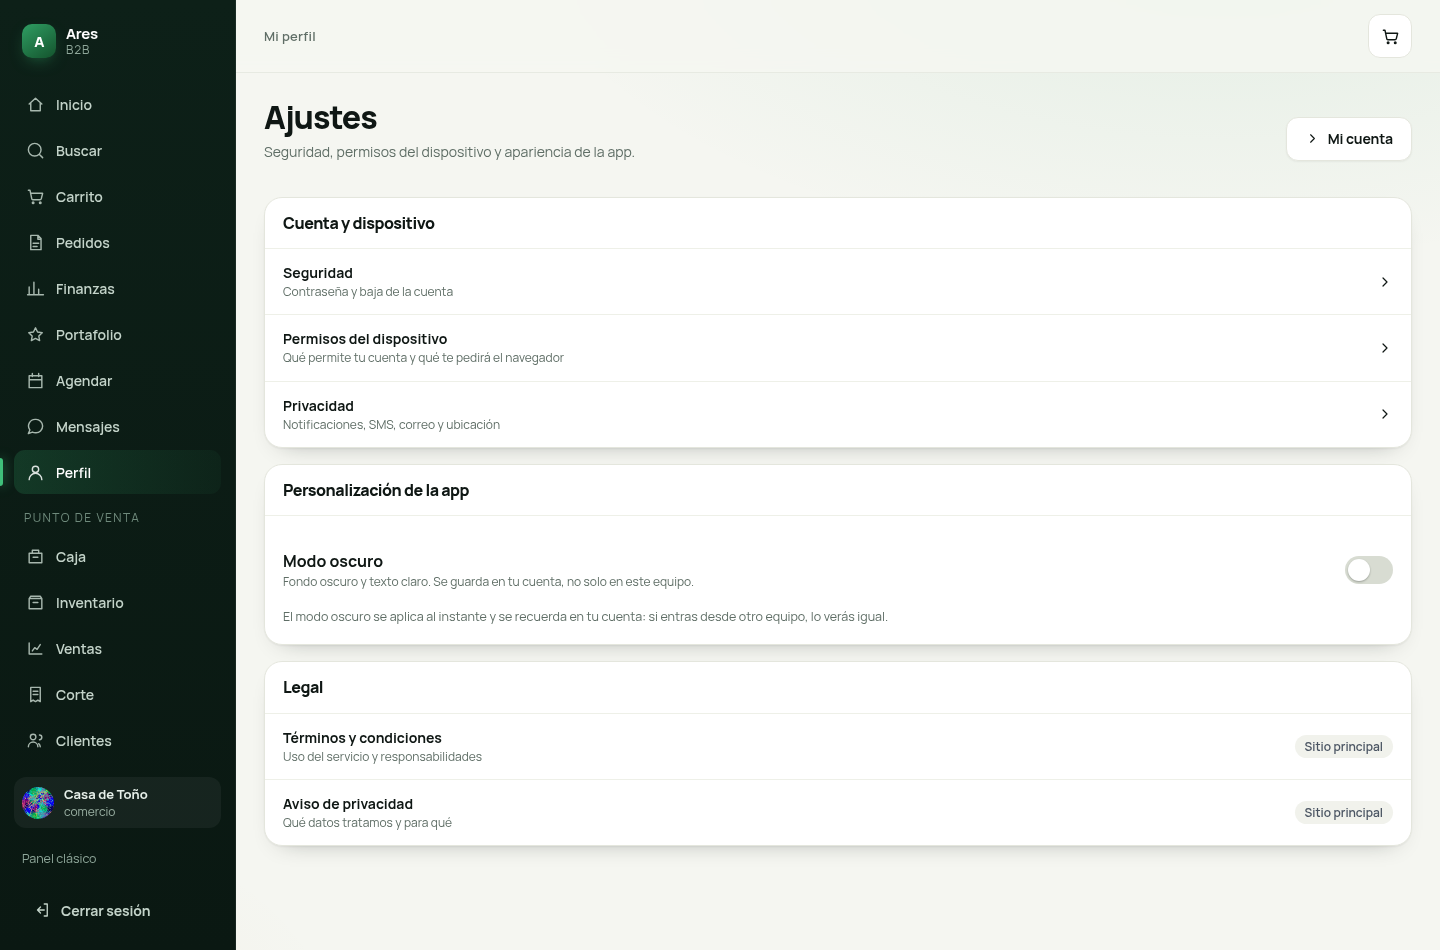 A
Ares
B2B
Inicio
Buscar
Carrito
Pedidos
Finanzas
Portafolio
Agendar
Mensajes
Perfil
PUNTO DE VENTA
Caja
Inventario
Ventas
Corte
Clientes
Casa de Toño
comercio
Panel clásico
Cerrar sesión
Mi perfil
Ajustes
Seguridad, permisos del dispositivo y apariencia de la app.
Mi cuenta
Cuenta y dispositivo
Seguridad
Contraseña y baja de la cuenta
Permisos del dispositivo
Qué permite tu cuenta y qué te pedirá el navegador
Privacidad
Notificaciones, SMS, correo y ubicación
Personalización de la app
Modo oscuro
Fondo oscuro y texto claro. Se guarda en tu cuenta, no solo en este equipo.
El modo oscuro se aplica al instante y se recuerda en tu cuenta: si entras desde otro equipo, lo verás igual.
Legal
Términos y condiciones
Uso del servicio y responsabilidades
Sitio principal
Aviso de privacidad
Qué datos tratamos y para qué
Sitio principal